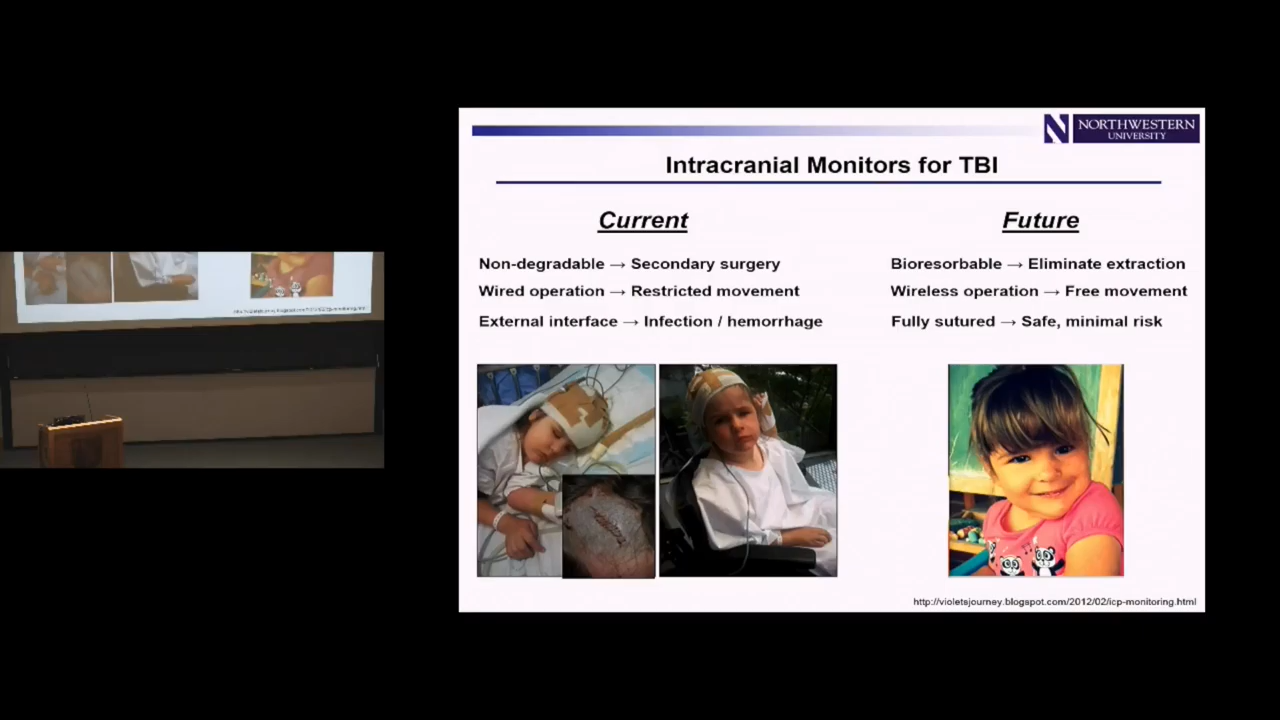 NORTHWESTERN
UNIVERSITY
Intracranial Monitors for TBI
Current
Non-degradable → Secondary surgery
Wired operation → Restricted movement
External interface → Infection / hemorrhage
Future
Bioresorbable → Eliminate extraction
Wireless operation → Free movement
Fully sutured → Safe, minimal risk
http://violetsjourney.blogspot.com/2012/02/icp-monitoring.html